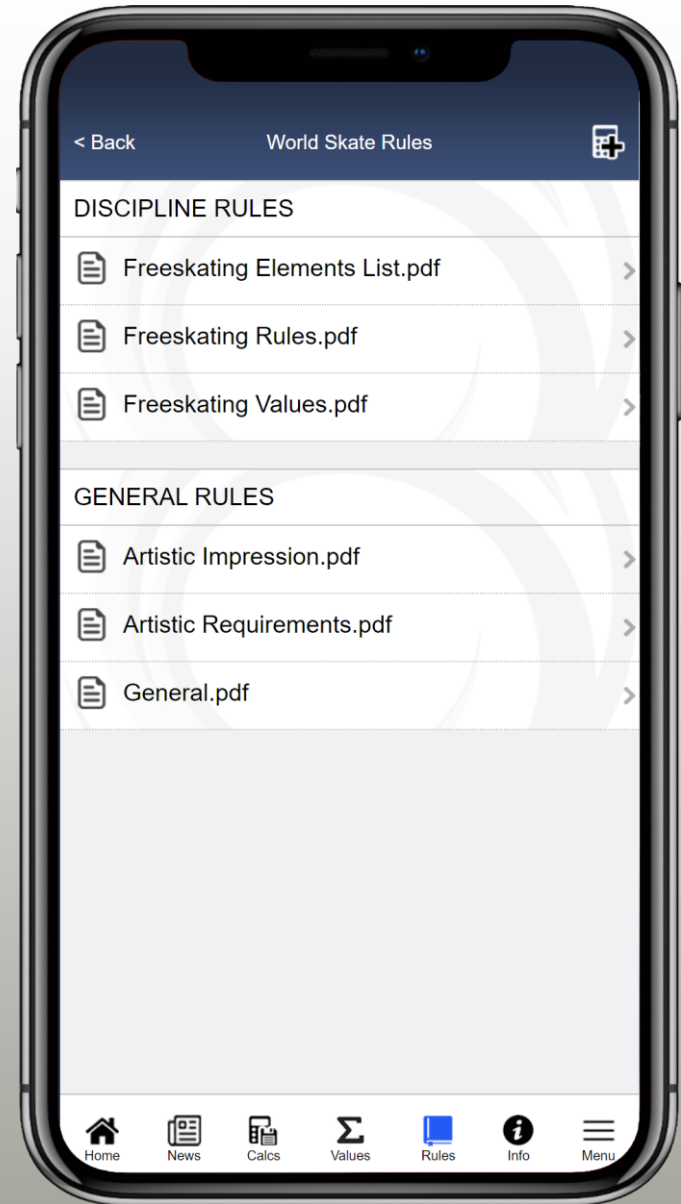 < Back World Skate Rules
DISCIPLINE RULES
Freeskating Elements List.pdf
Freeskating Rules.pdf
Freeskating Values.pdf
GENERAL RULES
Artistic Impression.pdf
Artistic Requirements.pdf
General.pdf
Home News Calcs Values Rules Info Menu